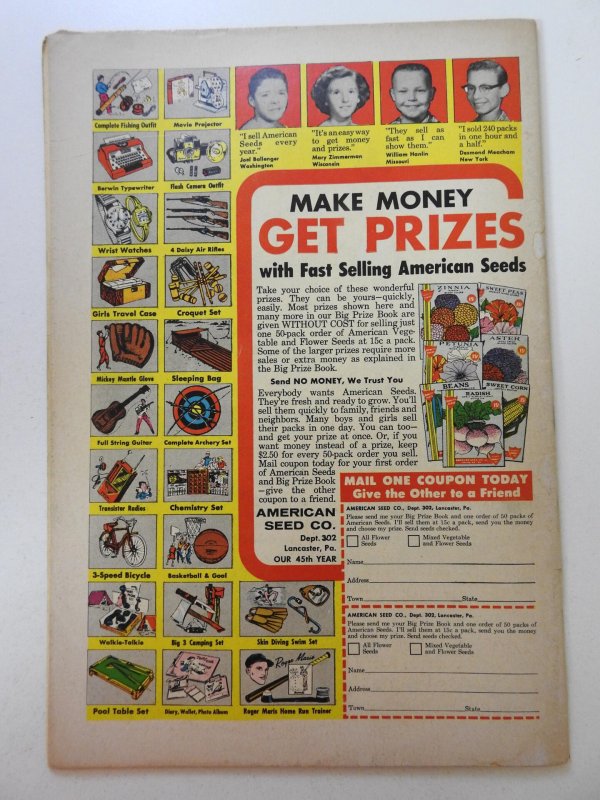 Complete Fishing Outfit
Movie Projector
Berwin Typewriter
Flash Camera Outfit
Wrist Watches
4 Daisy Air Rifles
Girls Travel Case
Croquet Set
Mickey Mantle Glove
Sleeping Bag
Full String Guitar
Complete Archery Set
Transistor Radios
Chemistry Set
3-Speed Bicycle
Basketball & Goal
Walkie-Talkie
Big 3 Camping Set
Skin Diving Swim Set
Pool Table Set
Diary, Wallet, Photo Album
Roger Maris
Roger Maris Home Run Trainer
"I sell American
Seeds every
year."
Joel Ballenger
Washington
"It's an easy way
to get money
and prizes."
Mary Zimmerman
Wisconsin
"They sell as
fast as I can
show them."
William Hanlin
Missouri
"I sold 240 packs
in one hour and
a half."
Desmond Meacham
New York
MAKE MONEY
GET PRIZES
with Fast Selling American Seeds
Take your choice of these wonderful
prizes. They can be yours—quickly,
easily. Most prizes shown here and
many more in our Big Prize Book are
given WITHOUT COST for selling just
one 50-pack order of American Vege-
table and Flower Seeds at 15c a pack.
Some of the larger prizes require more
sales or extra money as explained in
the Big Prize Book.
Send NO MONEY, We Trust You
Everybody wants American Seeds.
They're fresh and ready to grow. You'll
sell them quickly to family, friends and
neighbors. Many boys and girls sell
their packs in one day. You can too—
and get your prize at once. Or, if you
want money instead of a prize, keep
$2.50 for every 50-pack order you sell.
Mail coupon today for your first order
of American Seeds
and Big Prize Book
—give the other
coupon to a friend.
AMERICAN
SEED CO.
Dept. 302
Lancaster, Pa.
OUR 45th YEAR
ZINNIA
SWEET PEAS
PETUNIA
ASTER
BEANS
SWEET CORN
RADISH
MAIL ONE COUPON TODAY
Give the Other to a Friend
AMERICAN SEED CO., Dept. 302, Lancaster, Pa.
Please send me your Big Prize Book and one order of 50 packs of
American Seeds. I'll sell them at 15c a pack, send you the money
and choose my prize. Send seeds checked.
All Flower
Seeds
Mixed Vegetable
and Flower Seeds
Name
Address
Town State
AMERICAN SEED CO., Dept. 302, Lancaster, Pa.
Please send me your Big Prize Book and one order of 50 packs of
American Seeds. I'll sell them at 15c a pack, send you the money
and choose my prize. Send seeds checked.
All Flower
Seeds
Mixed Vegetable
and Flower Seeds
Name
Address
Town State